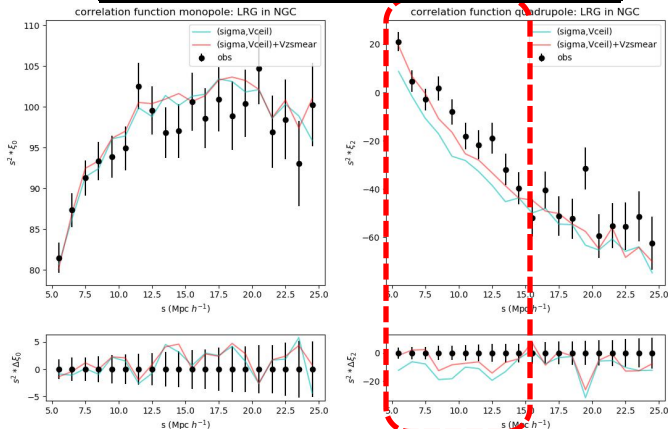 correlation function monopole: LRG in NGC
110
105
100
95
90
85
80
s² * ξ₀
(sigma,Vceil)
(sigma,Vceil)+Vzsmear
obs
5.0 7.5 10.0 12.5 15.0 17.5 20.0 22.5 25.0
s (Mpc h⁻¹)
5
0
−5
s² * Δξ₀
5.0 7.5 10.0 12.5 15.0 17.5 20.0 22.5 25.0
s (Mpc h⁻¹)
correlation function quadrupole: LRG in NGC
20
0
−20
−40
−60
s² * ξ₂
(sigma,Vceil)
(sigma,Vceil)+Vzsmear
obs
5.0 7.5 10.0 12.5 15.0 17.5 20.0 22.5 25.0
s (Mpc h⁻¹)
0
−20
s² * Δξ₂
5.0 7.5 10.0 12.5 15.0 17.5 20.0 22.5 25.0
s (Mpc h⁻¹)